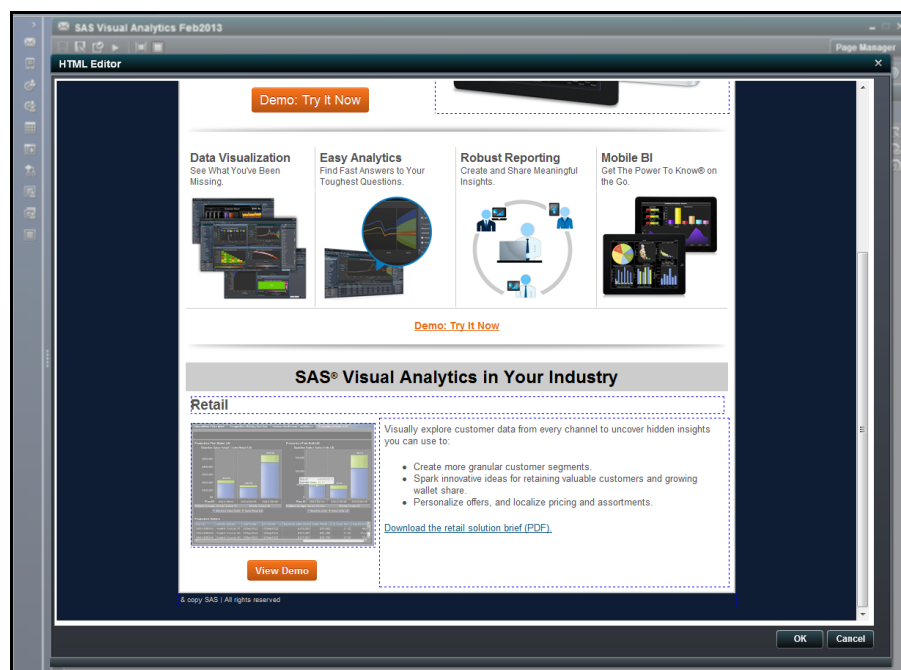 SAS Visual Analytics Feb2013
Page Manager
HTML Editor
Demo: Try It Now
Data Visualization
See What You've Been
Missing.
Easy Analytics
Find Fast Answers to Your
Toughest Questions.
Robust Reporting
Create and Share Meaningful
Insights.
Mobile BI
Get The Power To Know® on
the Go.
Demo: Try It Now
SAS® Visual Analytics in Your Industry
Retail
Visually explore customer data from every channel to uncover hidden insights
you can use to:
• Create more granular customer segments.
• Spark innovative ideas for retaining valuable customers and growing
wallet share.
• Personalize offers, and localize pricing and assortments.
Download the retail solution brief (PDF).
View Demo
& copy SAS | All rights reserved
OK
Cancel